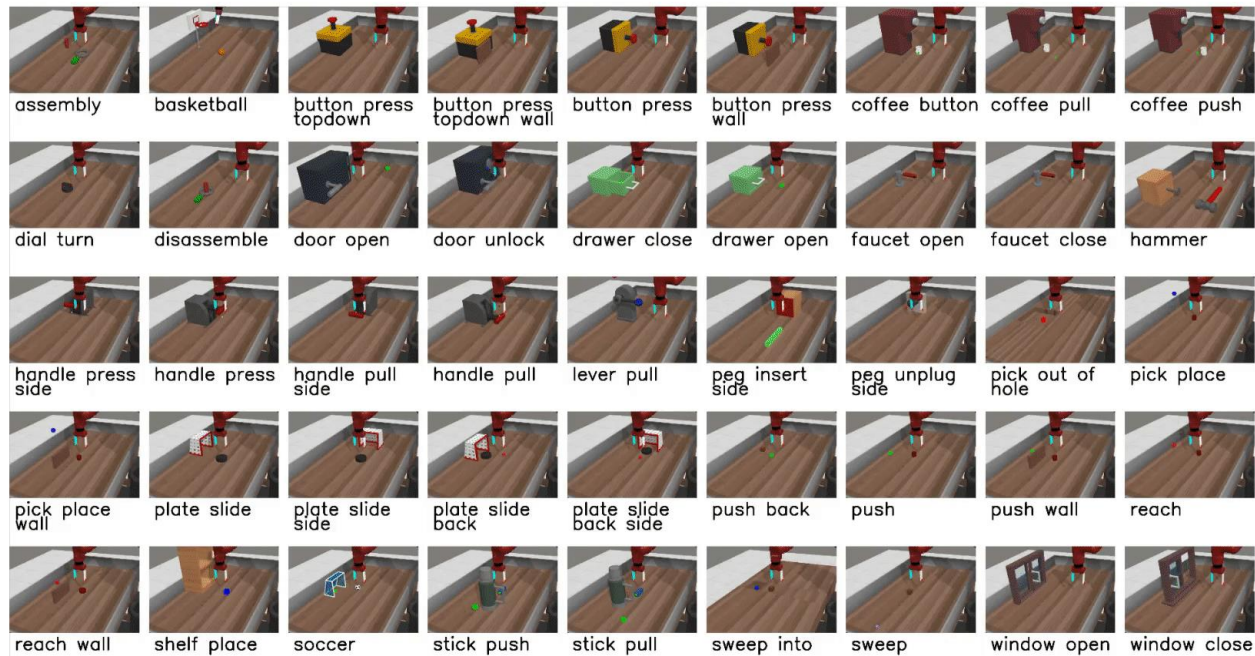 assembly
basketball
button press
topdown
button press
topdown wall
button press
button press
wall
coffee button
coffee pull
coffee push
dial turn
disassemble
door open
door unlock
drawer close
drawer open
faucet open
faucet close
hammer
handle press
side
handle press
handle pull
side
handle pull
lever pull
peg insert
side
peg unplug
side
pick out of
hole
pick place
pick place
wall
plate slide
plate slide
side
plate slide
back
plate slide
back side
push back
push
push wall
reach
reach wall
shelf place
soccer
stick push
stick pull
sweep into
sweep
window open
window close